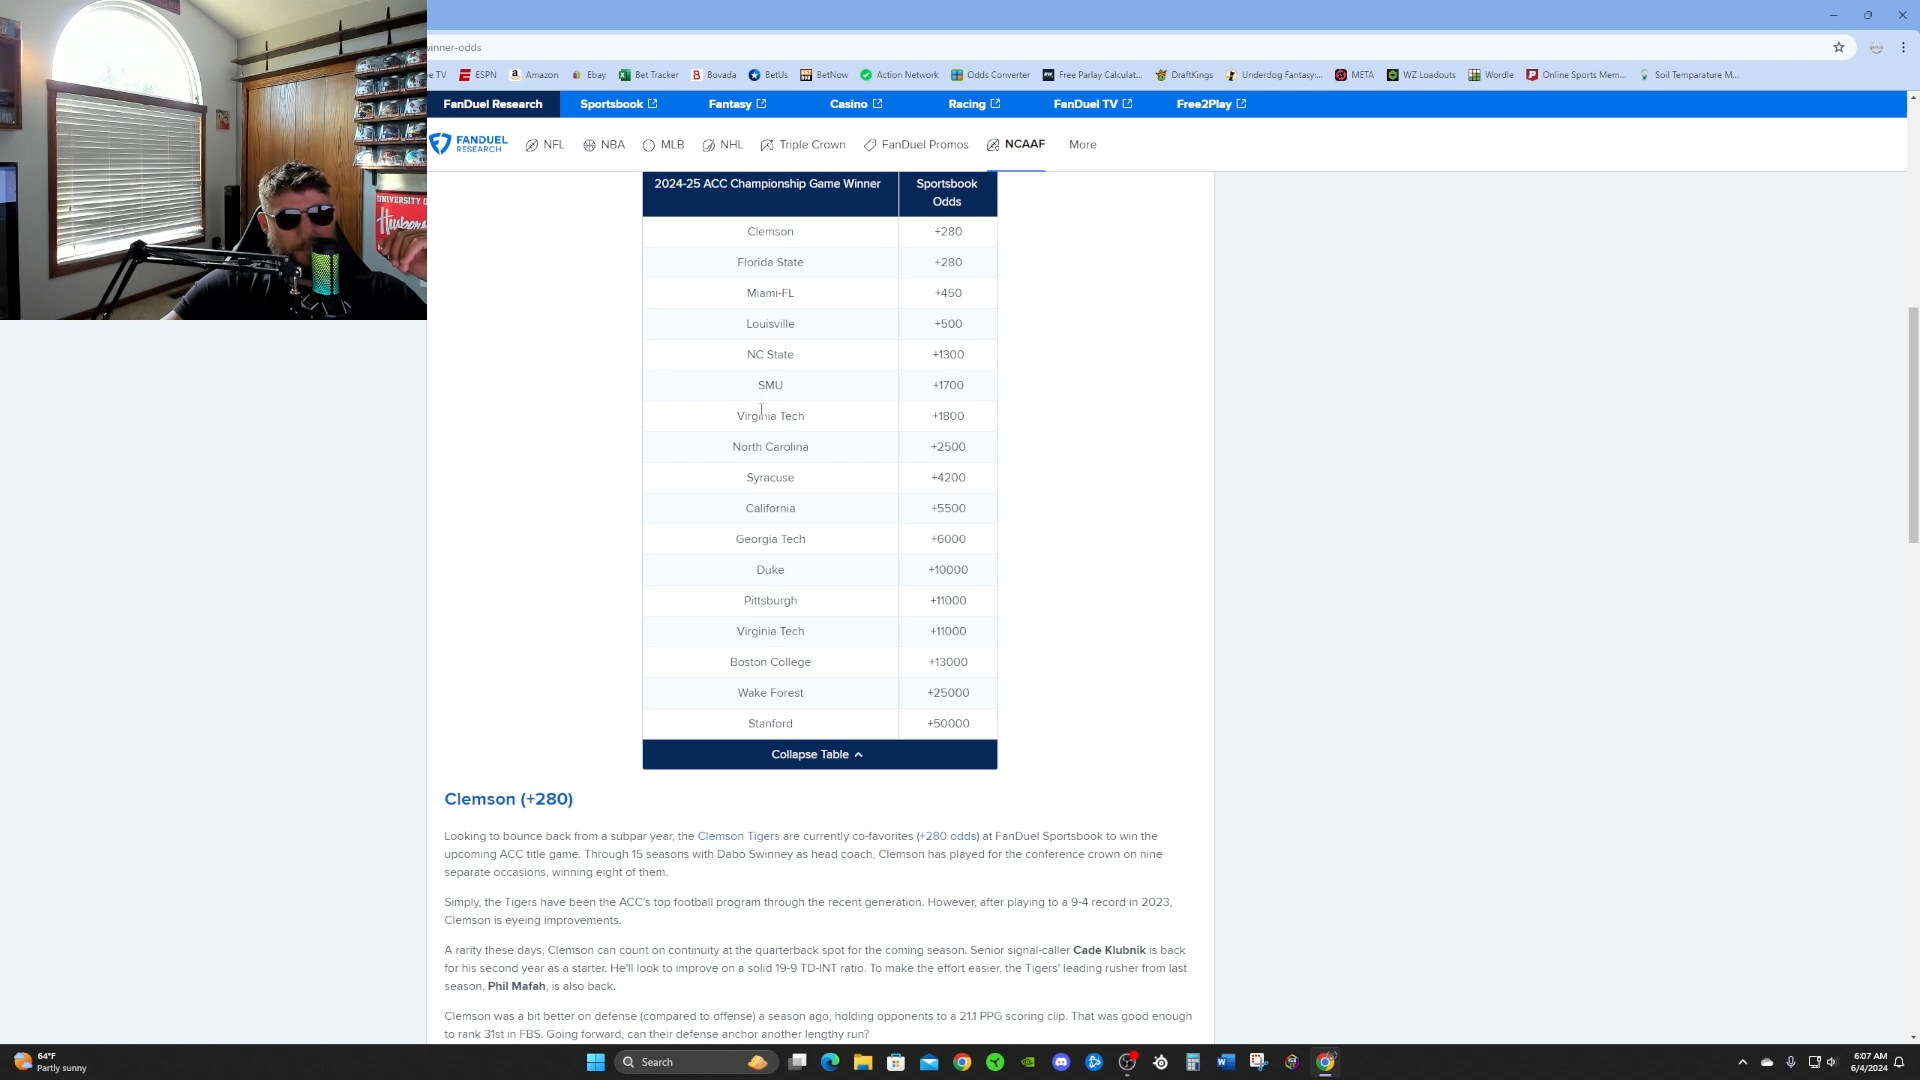 UNIVERSITY O
Huskers
winner-odds
e TV ESPN Amazon Ebay Bet Tracker Bovada BetUs BetNow Action Network Odds Converter Free Parlay Calculat... DraftKings Underdog Fantasy:... META WZ Loadouts Wordle Online Sports Mem... Soil Temparature M...
FanDuel Research Sportsbook Fantasy Casino Racing FanDuel TV Free2Play
FANDUEL RESEARCH NFL NBA MLB NHL Triple Crown FanDuel Promos NCAAF More
2024-25 ACC Championship Game Winner Sportsbook Odds
Clemson +280
Florida State +280
Miami-FL +450
Louisville +500
NC State +1300
SMU +1700
Virginia Tech +1800
North Carolina +2500
Syracuse +4200
California +5500
Georgia Tech +6000
Duke +10000
Pittsburgh +11000
Virginia Tech +11000
Boston College +13000
Wake Forest +25000
Stanford +50000
Collapse Table
Clemson (+280)
Looking to bounce back from a subpar year, the Clemson Tigers are currently co-favorites (+280 odds) at FanDuel Sportsbook to win the
upcoming ACC title game. Through 15 seasons with Dabo Swinney as head coach, Clemson has played for the conference crown on nine
separate occasions, winning eight of them.
Simply, the Tigers have been the ACC's top football program through the recent generation. However, after playing to a 9-4 record in 2023,
Clemson is eyeing improvements.
A rarity these days, Clemson can count on continuity at the quarterback spot for the coming season. Senior signal-caller Cade Klubnik is back
for his second year as a starter. He'll look to improve on a solid 19-9 TD-INT ratio. To make the effort easier, the Tigers' leading rusher from last
season, Phil Mafah, is also back.
Clemson was a bit better on defense (compared to offense) a season ago, holding opponents to a 21.1 PPG scoring clip. That was good enough
to rank 31st in FBS. Going forward, can their defense anchor another lengthy run?
64°F
Partly sunny
Search
6:07 AM
6/4/2024